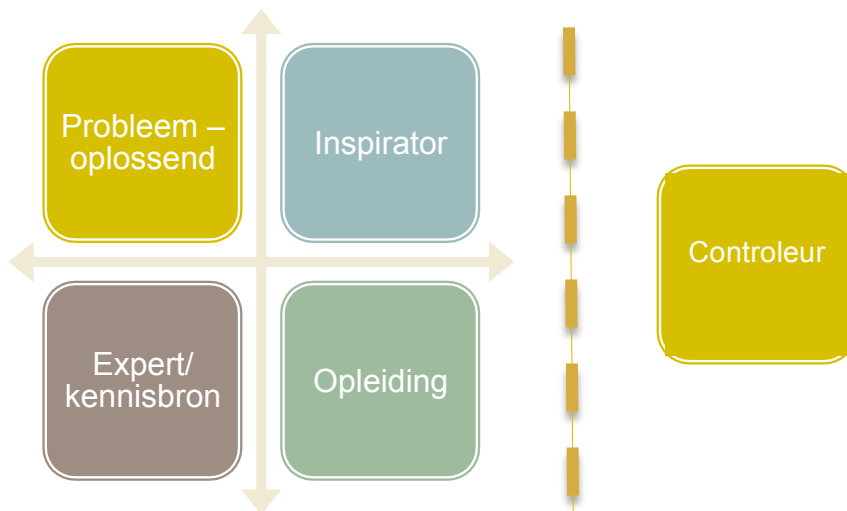 Probleem –
oplossend
Inspirator
Controleur
Expert/
kennisbron
Opleiding